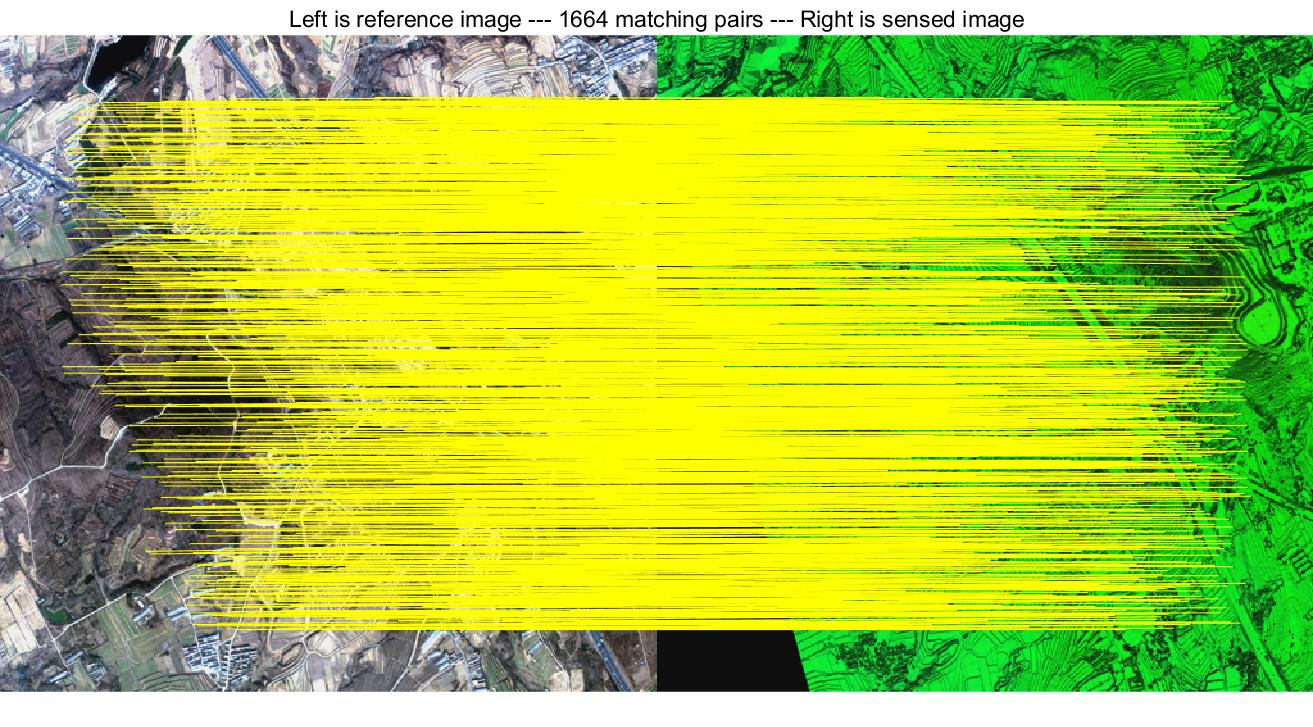 Left is reference image --- 1664 matching pairs --- Right is sensed image